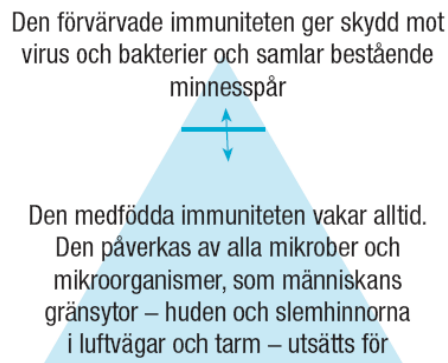 Den förvärvade immuniteten ger skydd mot
virus och bakterier och samlar bestående
minnesspår
Den medfödda immuniteten vakar alltid.
Den påverkas av alla mikrober och
mikroorganismer, som människans
gränsytor – huden och slemhinnorna
i luftvägar och tarm – utsätts för